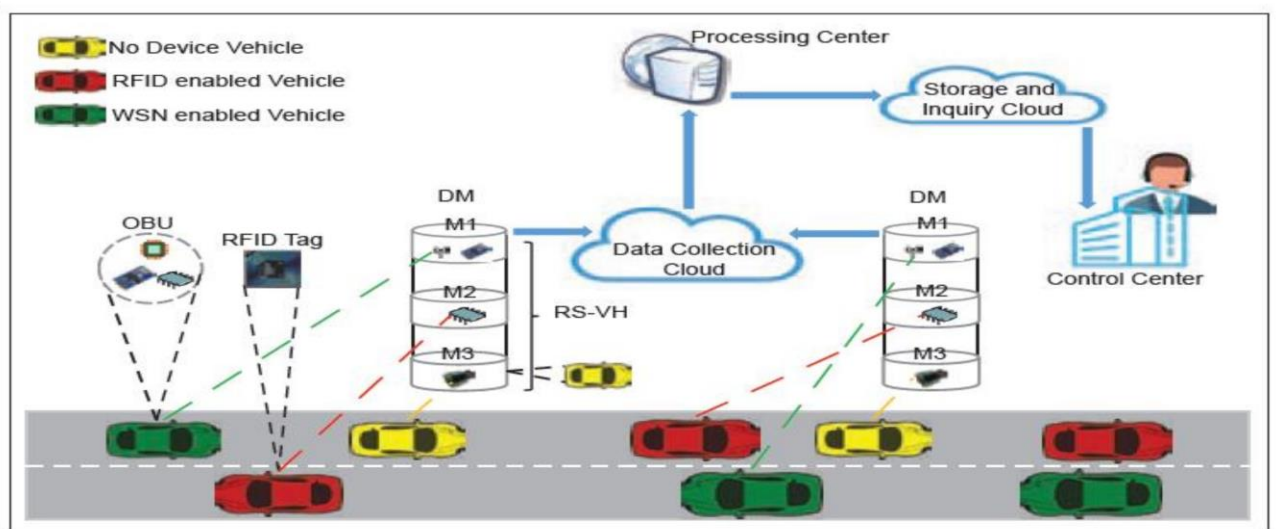 No Device Vehicle
RFID enabled Vehicle
WSN enabled Vehicle
Processing Center
Storage and
Inquiry Cloud
OBU
RFID Tag
DM
M1
M2
M3
RS-VH
Data Collection
Cloud
DM
M1
M2
M3
Control Center